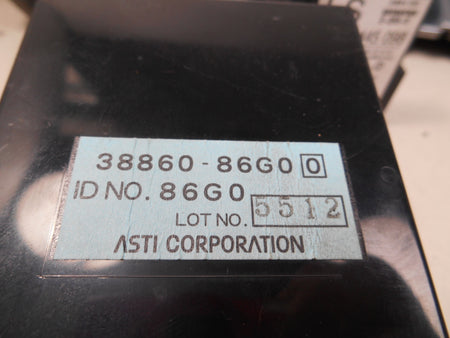 38860-86G0 0
ID NO. 86G0
LOT NO. 5512
ASTI CORPORATION